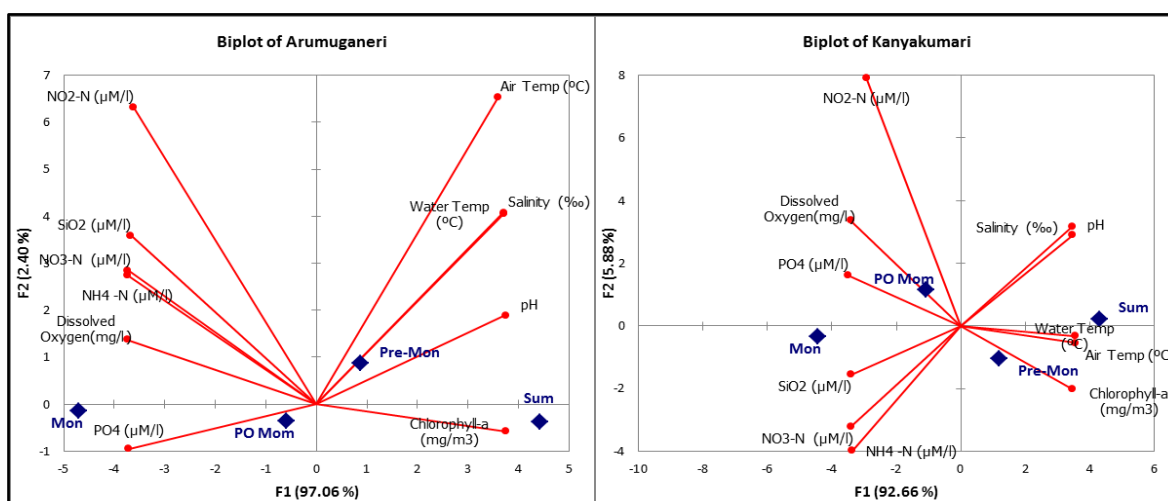 Biplot of Arumuganeri
7
6
5
4
3
2
1
0
-1
F2 (2.40 %)
NO2-N (µM/l)
Air Temp (ºC)
Water Temp
(ºC)
Salinity (‰)
SiO2 (µM/l)
NO3-N (µM/l)
NH4 -N (µM/l)
pH
Dissolved
Oxygen(mg/l)
Pre-Mon
Sum
Mon
PO4 (µM/l)
PO Mom
Chlorophyll-a
(mg/m3)
-5 -4 -3 -2 -1 0 1 2 3 4 5
F1 (97.06 %)
Biplot of Kanyakumari
8
6
4
2
0
-2
-4
F2 (5.88 %)
NO2-N (µM/l)
Dissolved
Oxygen(mg/l)
Salinity (‰)
pH
PO4 (µM/l)
PO Mom
Sum
Mon
Water Temp
(ºC)
Air Temp (ºC
Pre-Mon
SiO2 (µM/l)
Chlorophyll-a
(mg/m3)
NO3-N (µM/l)
NH4 -N (µM/l)
-10 -8 -6 -4 -2 0 2 4 6
F1 (92.66 %)